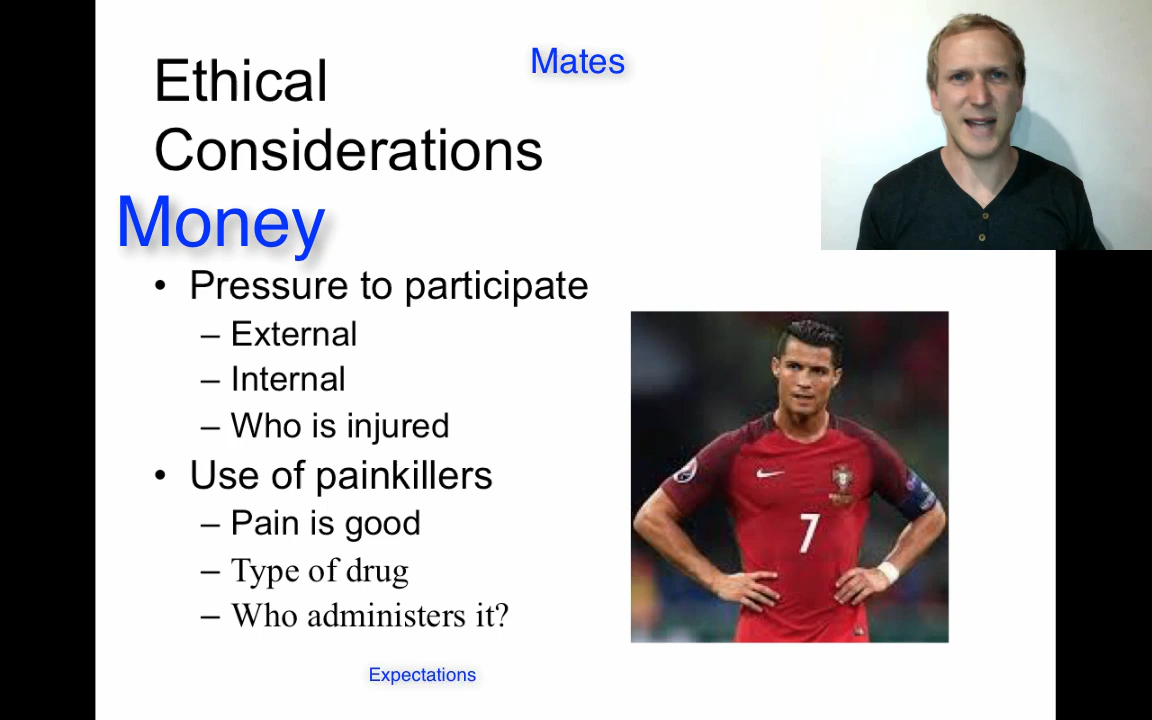 Mates
Ethical
Considerations
Money
• Pressure to participate
– External
– Internal
– Who is injured
• Use of painkillers
– Pain is good
– Type of drug
– Who administers it?
7
Expectations